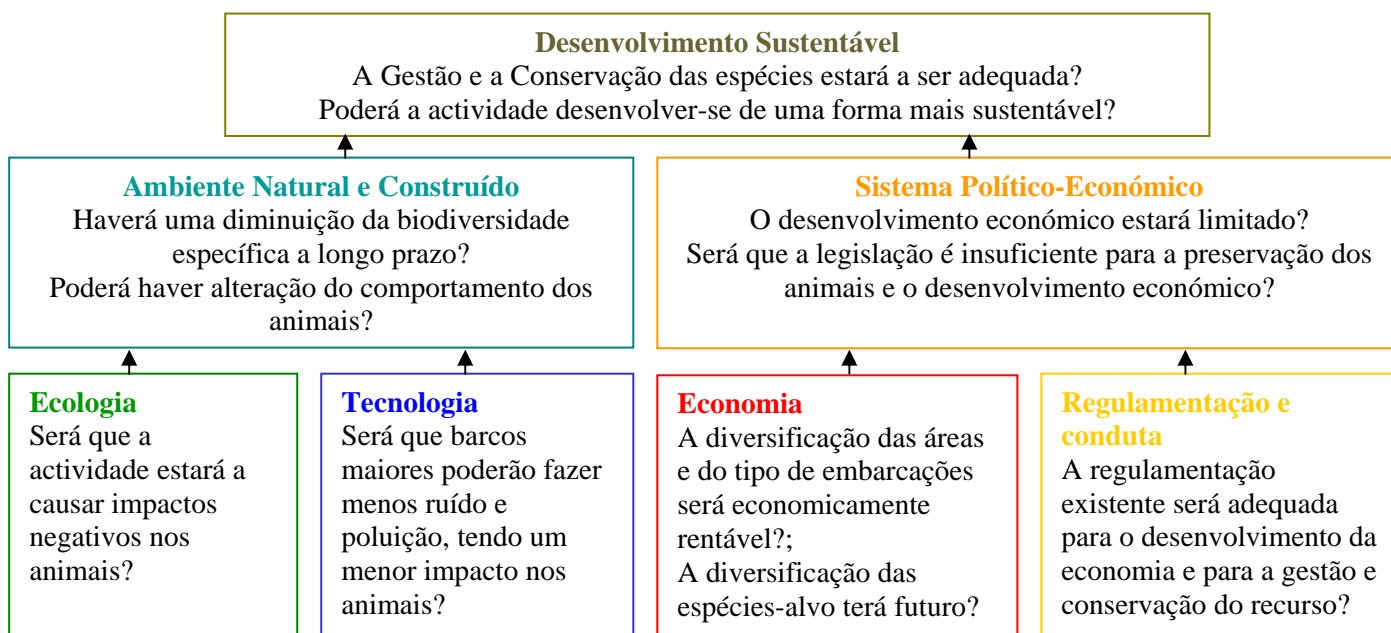 Desenvolvimento Sustentável
A Gestão e a Conservação das espécies estará a ser adequada?
Poderá a actividade desenvolver-se de uma forma mais sustentável?
Ambiente Natural e Construído
Haverá uma diminuição da biodiversidade
específica a longo prazo?
Poderá haver alteração do comportamento dos
animais?
Sistema Político-Económico
O desenvolvimento económico estará limitado?
Será que a legislação é insuficiente para a preservação dos
animais e o desenvolvimento económico?
Ecologia
Será que a
actividade estará a
causar impactos
negativos nos
animais?
Tecnologia
Será que barcos
maiores poderão fazer
menos ruído e
poluição, tendo um
menor impacto nos
animais?
Economia
A diversificação das áreas
e do tipo de embarcações
será economicamente
rentável?;
A diversificação das
espécies-alvo terá futuro?
Regulamentação e
conduta
A regulamentação
existente será adequada
para o desenvolvimento da
economia e para a gestão e
conservação do recurso?